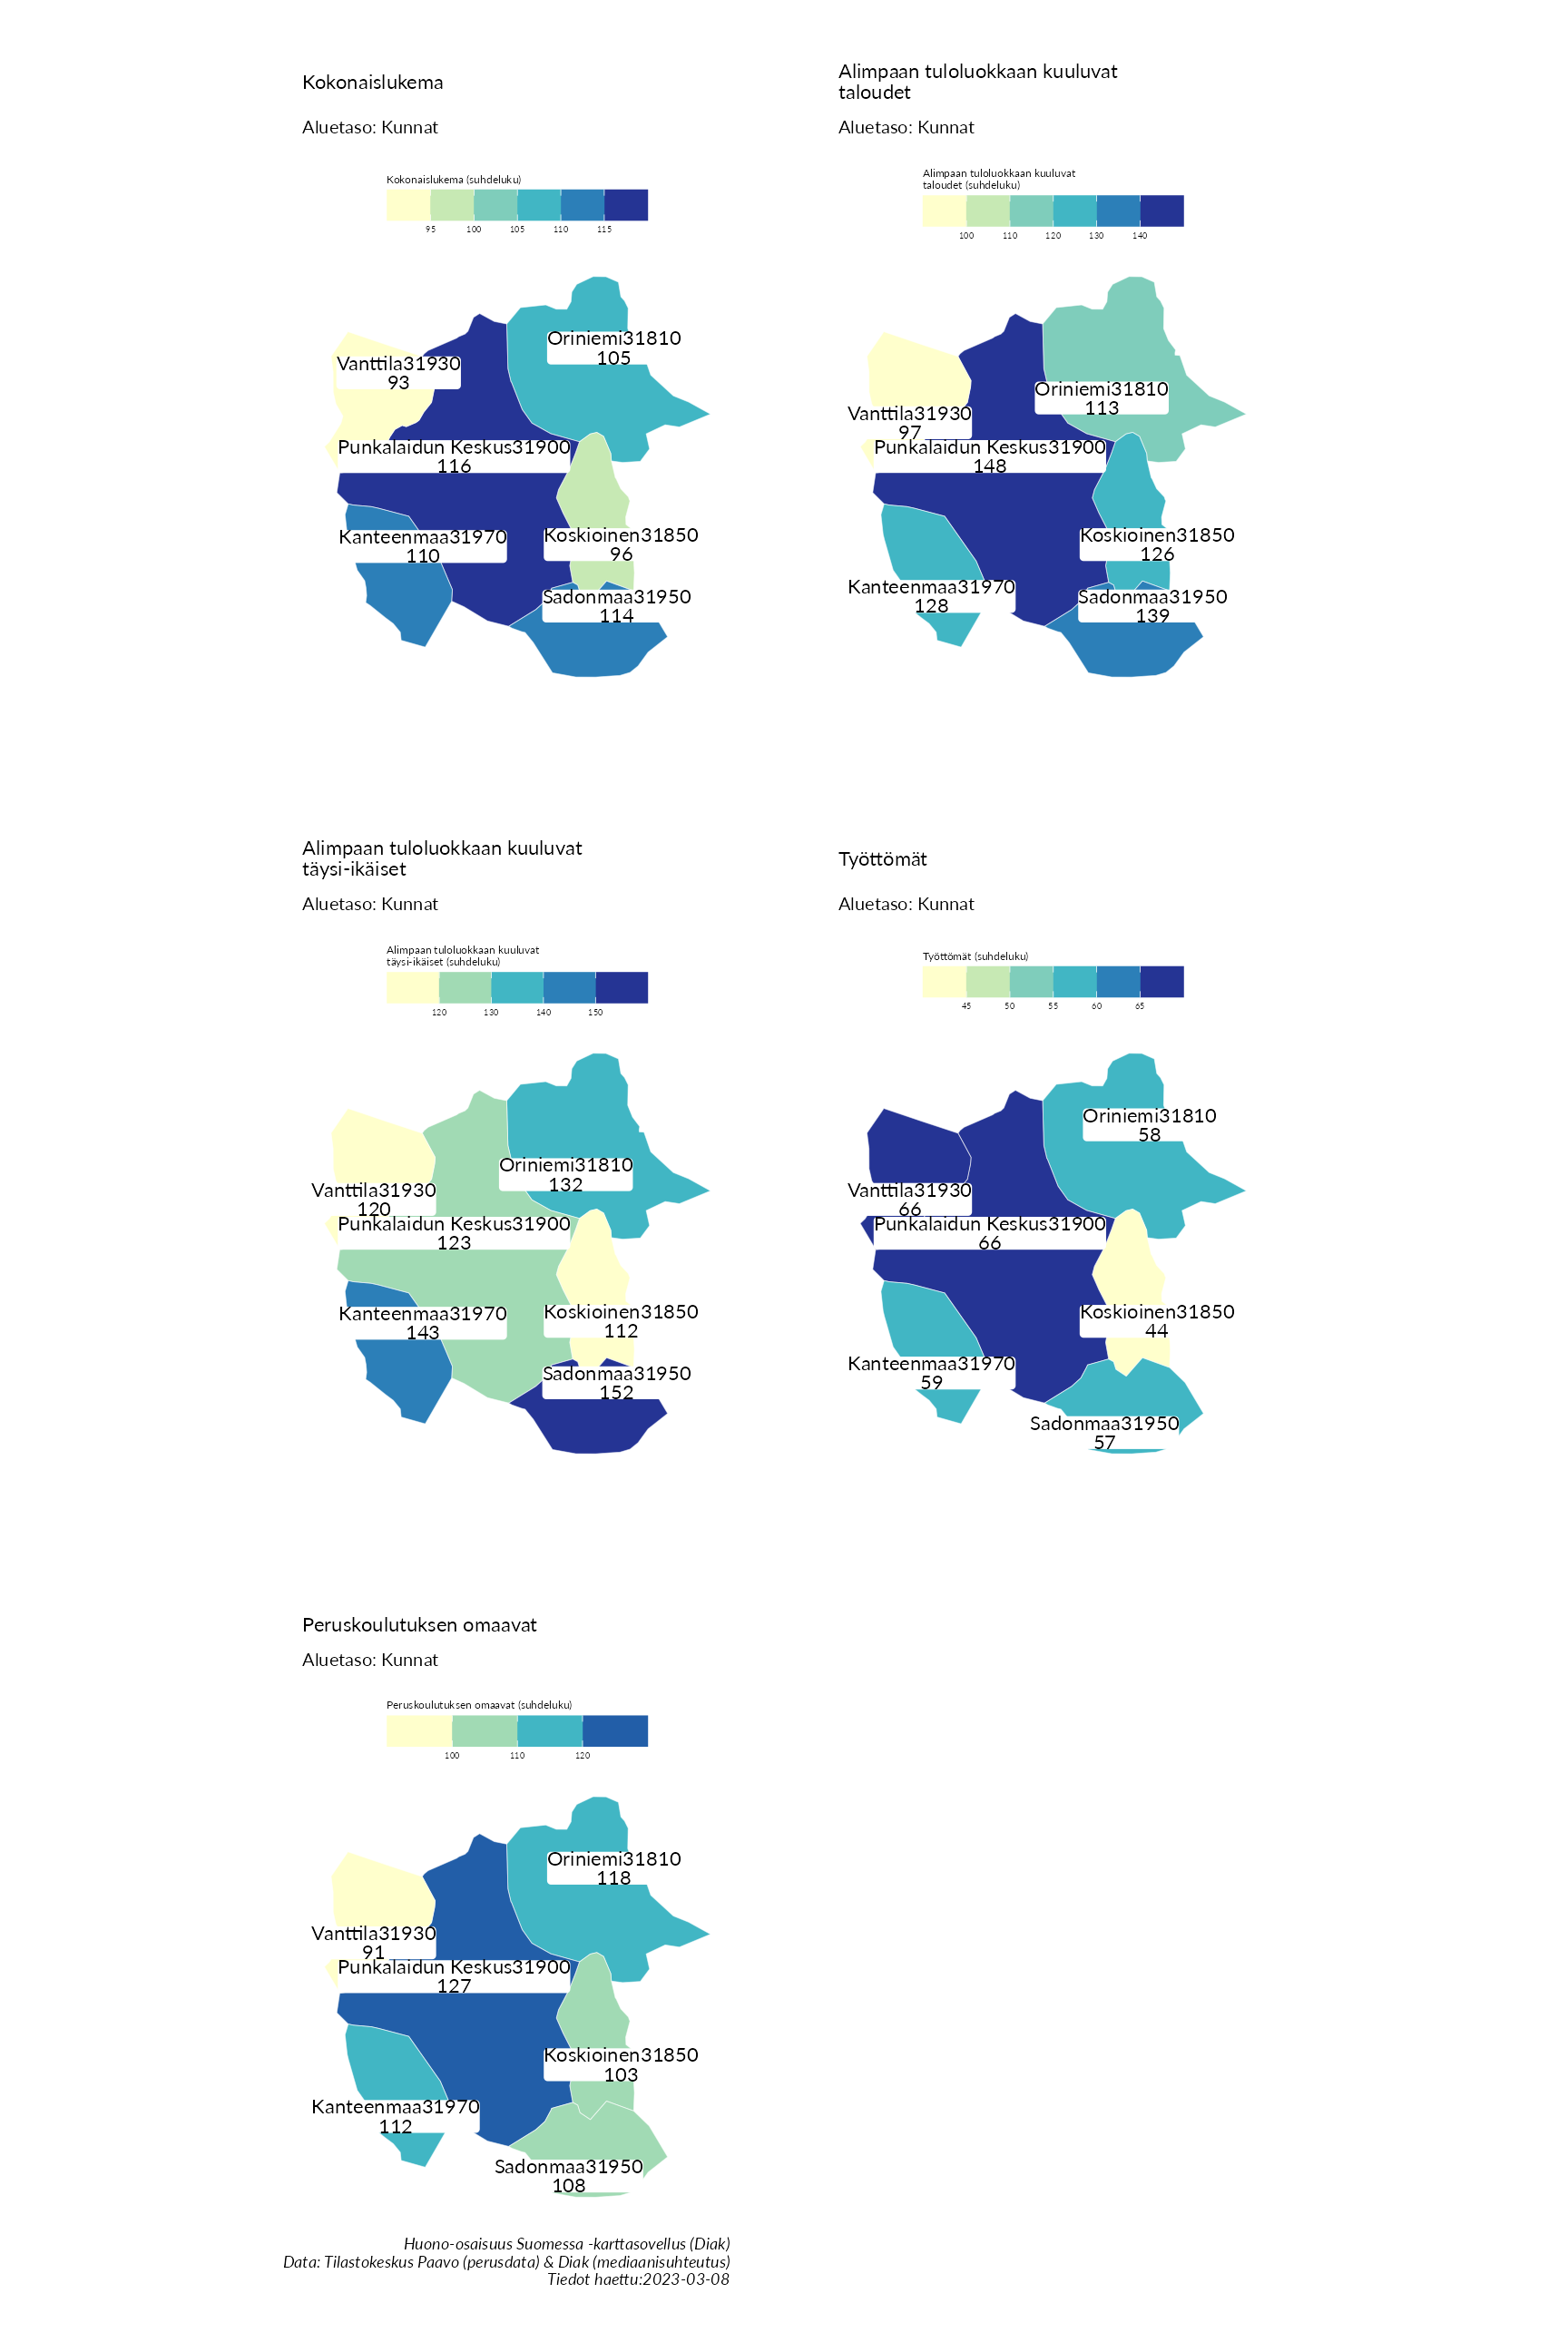 Kokonaislukema
Aluetaso: Kunnat
Kokonaislukema (suhdeluku)
95 100 105 110 115
Oriniemi31810
105
Vanttila31930
93
Punkalaidun Keskus31900
116
Kanteenmaa31970
110
Koskioinen31850
96
Sadonmaa31950
114
Alimpaan tuloluokkaan kuuluvat
taloudet
Aluetaso: Kunnat
Alimpaan tuloluokkaan kuuluvat
taloudet (suhdeluku)
100 110 120 130 140
Oriniemi31810
113
Vanttila31930
97
Punkalaidun Keskus31900
148
Koskioinen31850
126
Kanteenmaa31970
128
Sadonmaa31950
139
Alimpaan tuloluokkaan kuuluvat
täysi-ikäiset
Aluetaso: Kunnat
Alimpaan tuloluokkaan kuuluvat
täysi-ikäiset (suhdeluku)
120 130 140 150
Oriniemi31810
132
Vanttila31930
120
Punkalaidun Keskus31900
123
Kanteenmaa31970
143
Koskioinen31850
112
Sadonmaa31950
152
Työttömät
Aluetaso: Kunnat
Työttömät (suhdeluku)
45 50 55 60 65
Oriniemi31810
58
Vanttila31930
66
Punkalaidun Keskus31900
66
Koskioinen31850
44
Kanteenmaa31970
59
Sadonmaa31950
57
Peruskoulutuksen omaavat
Aluetaso: Kunnat
Peruskoulutuksen omaavat (suhdeluku)
100 110 120
Oriniemi31810
118
Vanttila31930
91
Punkalaidun Keskus31900
127
Koskioinen31850
103
Kanteenmaa31970
112
Sadonmaa31950
108
Huono-osaisuus Suomessa -karttasovellus (Diak)
Data: Tilastokeskus Paavo (perusdata) & Diak (mediaanisuhteutus)
Tiedot haettu:2023-03-08